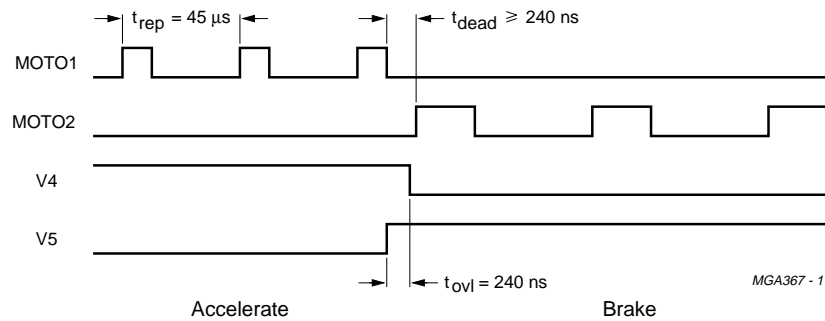 t_rep = 45 μs
t_dead ≥ 240 ns
MOTO1
MOTO2
V4
V5
t_ovl = 240 ns
MGA367 - 1
Accelerate
Brake